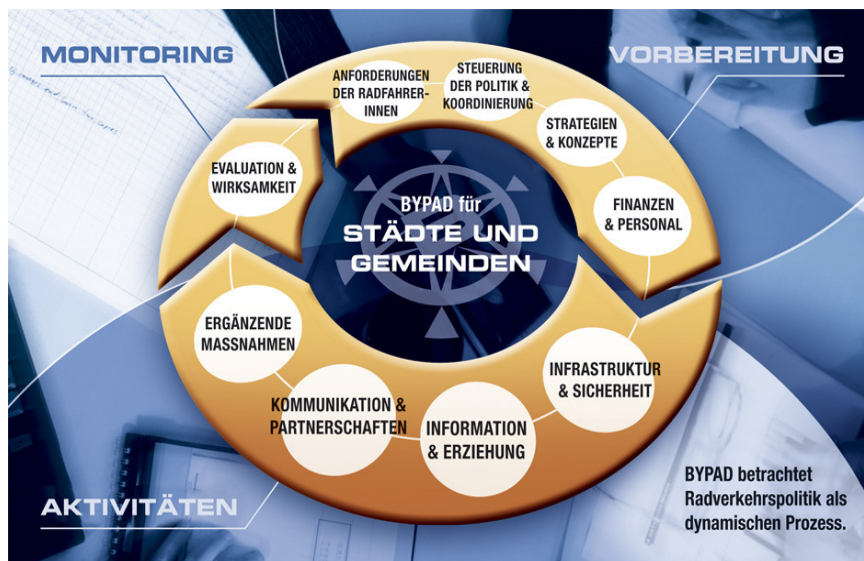 MONITORING
VORBEREITUNG
ANFORDERUNGEN
DER RADFAHRER-
INNEN
STEUERUNG
DER POLITIK &
KOORDINIERUNG
STRATEGIEN
& KONZEPTE
FINANZEN
& PERSONAL
EVALUATION &
WIRKSAMKEIT
BYPAD für
STÄDTE UND
GEMEINDEN
ERGÄNZENDE
MASSNAHMEN
KOMMUNIKATION &
PARTNERSCHAFTEN
INFORMATION
& ERZIEHUNG
INFRASTRUKTUR
& SICHERHEIT
AKTIVITÄTEN
BYPAD betrachtet
Radverkehrspolitik als
dynamischen Prozess.